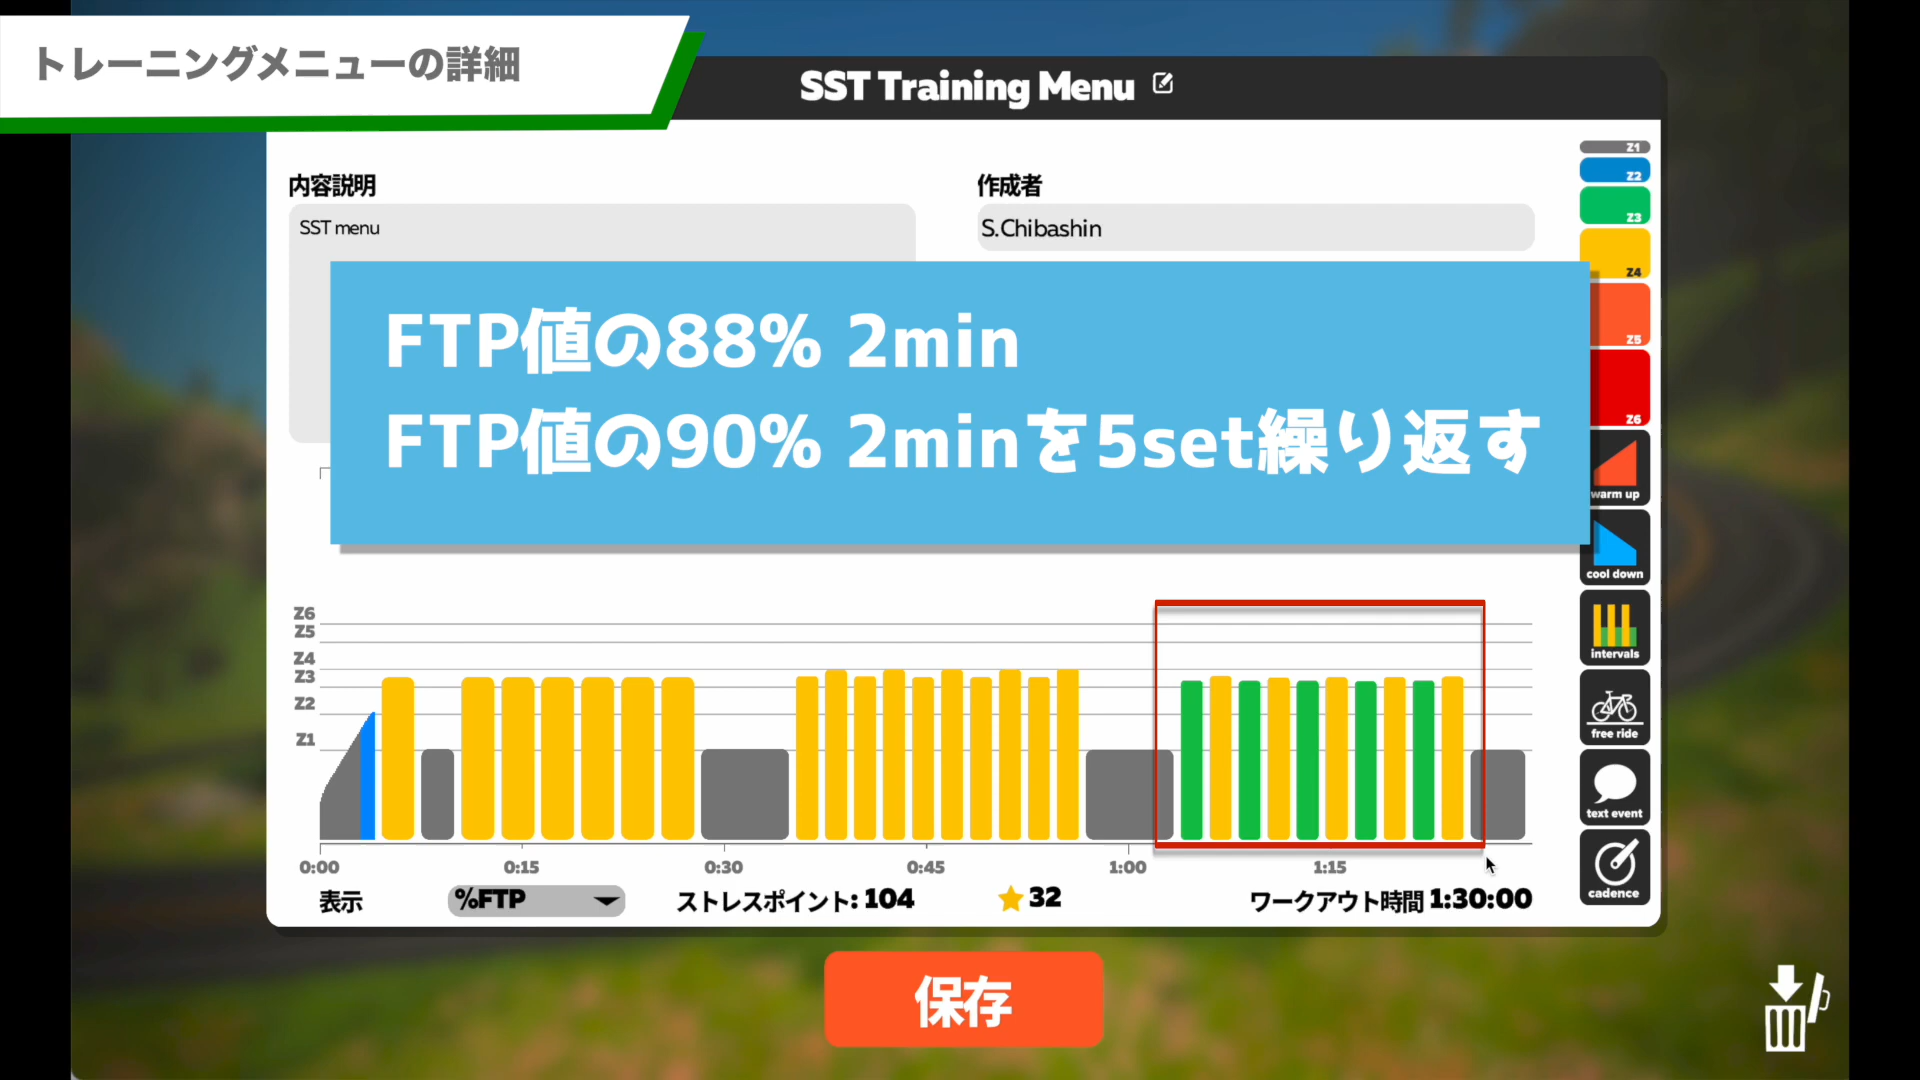 トレーニングメニューの詳細
SST Training Menu
内容説明
SST menu
作成者
S.Chibashin
FTP値の88% 2min
FTP値の90% 2minを5set繰り返す
Z1
Z2
Z3
Z4
Z5
Z6
warm up
cool down
intervals
free ride
text event
cadence
Z6
Z5
Z4
Z3
Z2
Z1
0:00 0:15 0:30 0:45 1:00 1:15
表示 %FTP ストレスポイント: 104 32 ワークアウト時間 1:30:00
保存